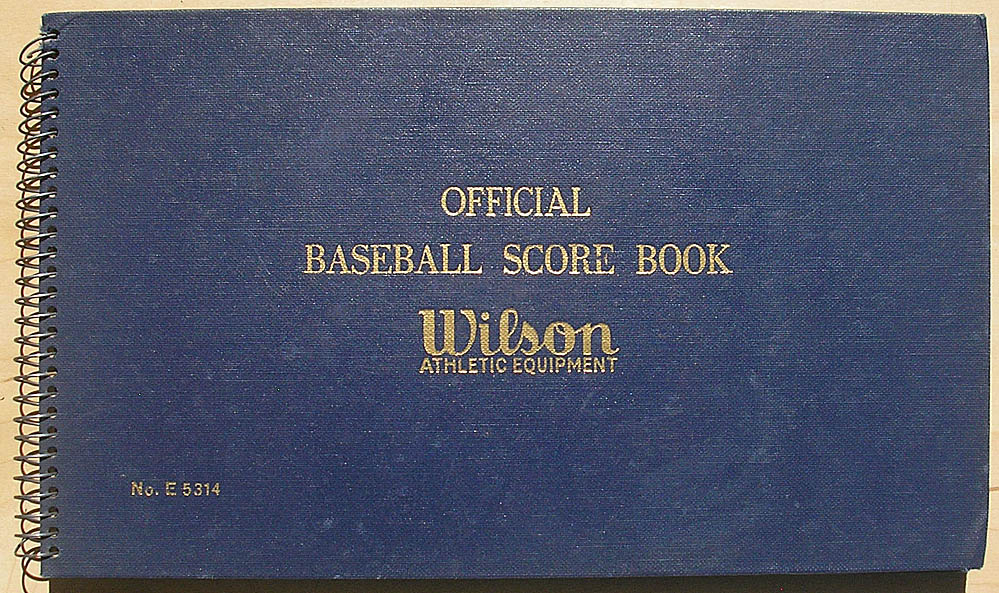 OFFICIAL
BASEBALL SCORE BOOK
Wilson
ATHLETIC EQUIPMENT
No. E 5314